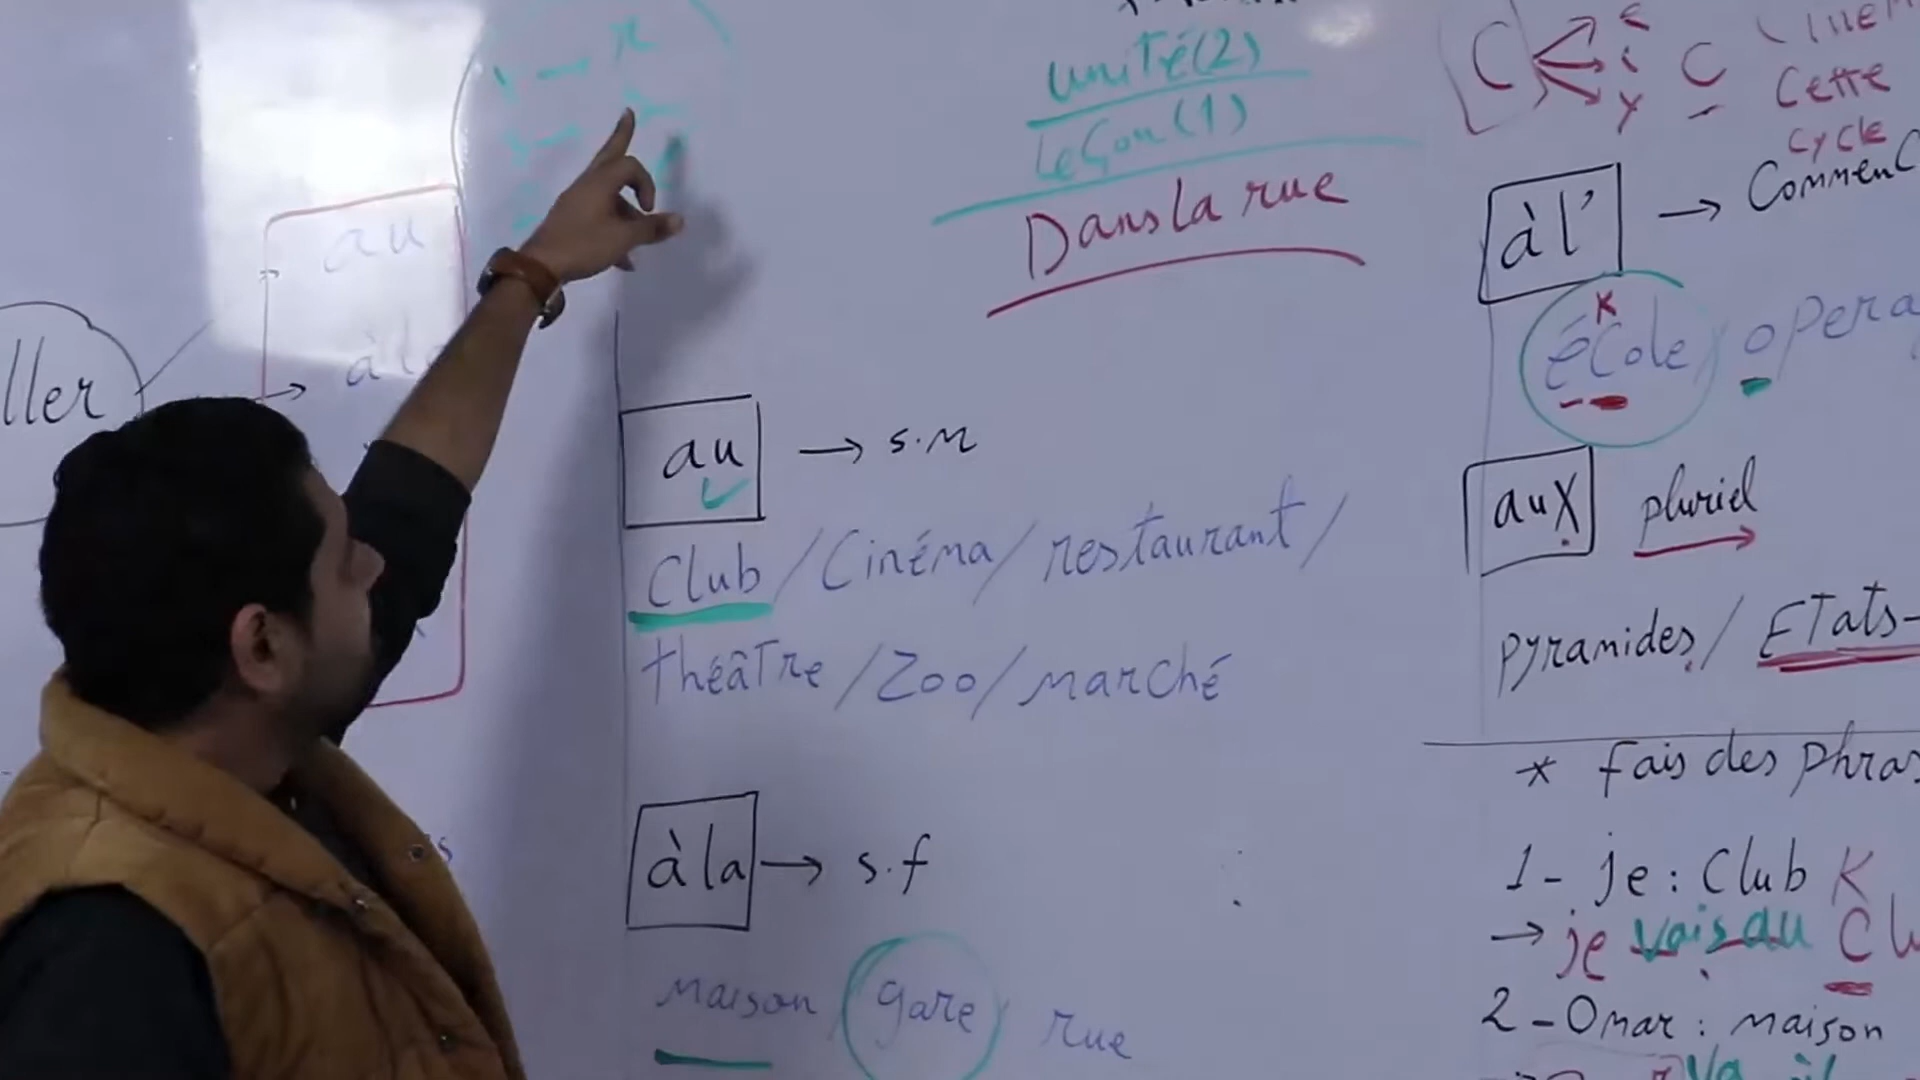 unité(2)
Leçon(1)
Dans la rue
ller
au
à la
au → s.m
Club / Cinéma / restaurant /
théâtre / Zoo / marché
à la → s.f
maison / gare / rue
C → e
i C
y
Cette
Cycle
à l' → Commenc
K
école / opera
auX pluriel
pyramides / ETats-
* Fais des phras
1- je : Club K
→ je vais au Cl
2- Omar : maison